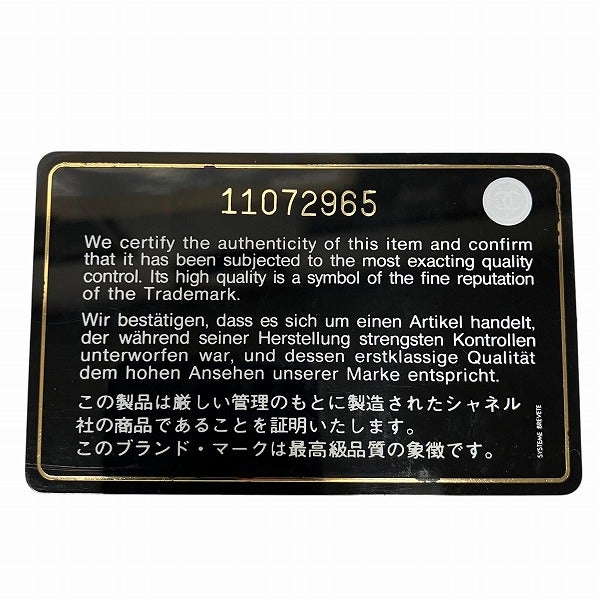 11072965
We certify the authenticity of this item and confirm
that it has been subjected to the most exacting quality
control. Its high quality is a symbol of the fine reputation
of the Trademark.
Wir bestätigen, dass es sich um einen Artikel handelt,
der während seiner Herstellung strengsten Kontrollen
unterworfen war, und dessen erstklassige Qualität
dem hohen Ansehen unserer Marke entspricht.
この製品は厳しい管理のもとに製造されたシャネル
社の商品であることを証明いたします。
このブランド・マークは最高級品質の象徴です。
SYSTEME BREVETE